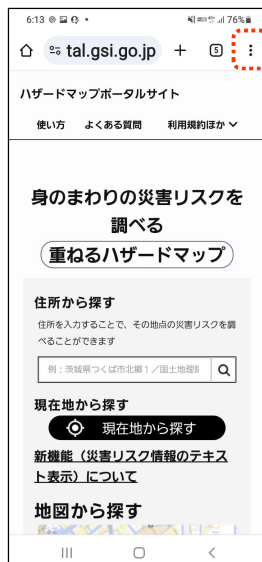 6:13
76%
tal.gsi.go.jp
5
ハザードマップポータルサイト
使い方 よくある質問 利用規約ほか
身のまわりの災害リスクを
調べる
重ねるハザードマップ
住所から探す
住所を入力することで、その地点の災害リスクを調
べることができます
例：茨城県つくば市北郷１／国土地理院
現在地から探す
現在地から探す
新機能（災害リスク情報のテキス
ト表示）について
地図から探す